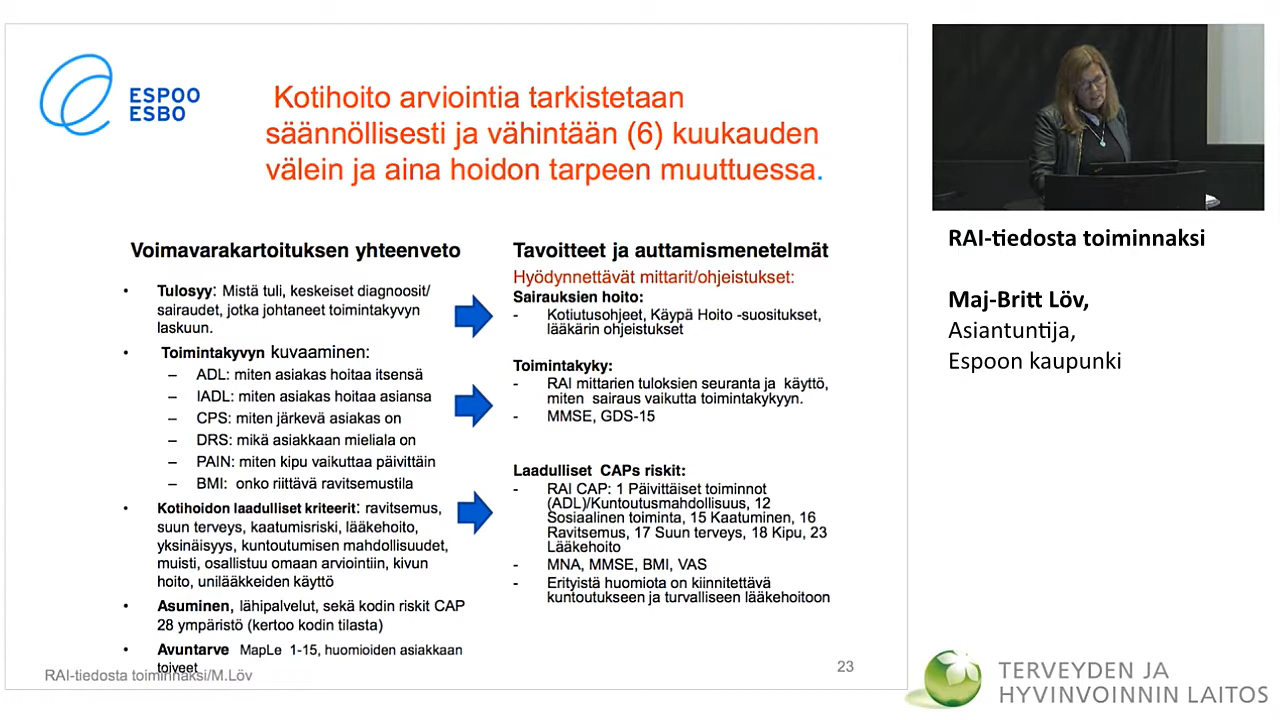 ESPOO
ESBO
Kotihoito arviointia tarkistetaan
säännöllisesti ja vähintään (6) kuukauden
välein ja aina hoidon tarpeen muuttuessa.
Voimavarakartoituksen yhteenveto
• Tulosyy: Mistä tuli, keskeiset diagnoosit/
sairaudet, jotka johtaneet toimintakyvyn
laskuun.
• Toimintakyvyn kuvaaminen:
– ADL: miten asiakas hoitaa itsensä
– IADL: miten asiakas hoitaa asiansa
– CPS: miten järkevä asiakas on
– DRS: mikä asiakkaan mieliala on
– PAIN: miten kipu vaikuttaa päivittäin
– BMI: onko riittävä ravitsemustila
• Kotihoidon laadulliset kriteerit: ravitsemus,
suun terveys, kaatumisriski, lääkehoito,
yksinäisyys, kuntoutumisen mahdollisuudet,
muisti, osallistuu omaan arviointiin, kivun
hoito, unilääkkeiden käyttö
• Asuminen, lähipalvelut, sekä kodin riskit CAP
28 ympäristö (kertoo kodin tilasta)
• Avuntarve MapLe 1-15, huomioiden asiakkaan
toiveet
Tavoitteet ja auttamismenetelmät
Hyödynnettävät mittarit/ohjeistukset:
Sairauksien hoito:
- Kotiutusohjeet, Käypä Hoito -suositukset,
lääkärin ohjeistukset
Toimintakyky:
- RAI mittarien tuloksien seuranta ja käyttö,
miten sairaus vaikutta toimintakykyyn.
- MMSE, GDS-15
Laadulliset CAPs riskit:
- RAI CAP: 1 Päivittäiset toiminnot
(ADL)/Kuntoutusmahdollisuus, 12
Sosiaalinen toiminta, 15 Kaatuminen, 16
Ravitsemus, 17 Suun terveys, 18 Kipu, 23
Lääkehoito
- MNA, MMSE, BMI, VAS
- Erityistä huomiota on kiinnitettävä
kuntoutukseen ja turvalliseen lääkehoitoon
RAI-tiedosta toiminnaksi/M.Löv
23
RAI-tiedosta toiminnaksi
Maj-Britt Löv,
Asiantuntija,
Espoon kaupunki
TERVEYDEN JA
HYVINVOINNIN LAITOS